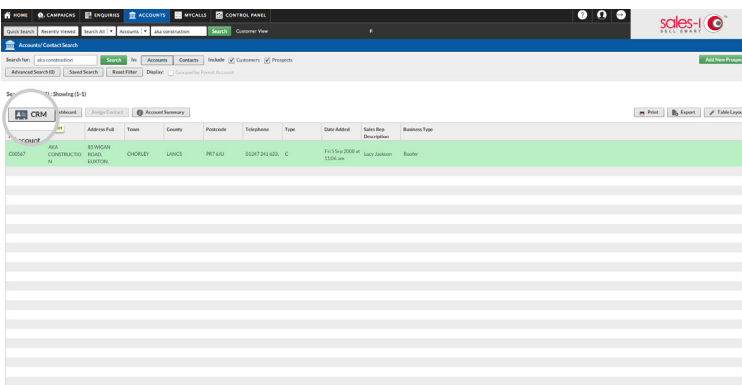 HOME CAMPAIGNS ENQUIRIES ACCOUNTS MYCALLS CONTROL PANEL
sales-i
SELL SMART
Quick Search Recently Viewed Search All Accounts aka construction Search Customer View
Accounts/Contact Search
Search for: aka construction Search In: Accounts Contacts Include Customers Prospects Add New Prospe
Advanced Search (0) Saved Search Reset Filter Display: Grouped by Parent Account
Showing (1-1)
CRM Assign Contact Account Summary Print Export Table Layou
Account Address Full Town County Postcode Telephone Type Date Added Sales Rep Description Business Type
C00567 AKA CONSTRUCTION 85 WIGAN ROAD, EUXTON, CHORLEY LANCS PR7 6JU 01247 241 623, C Fri 5 Sep 2008 at 11:06 am Lucy Jackson Roofer